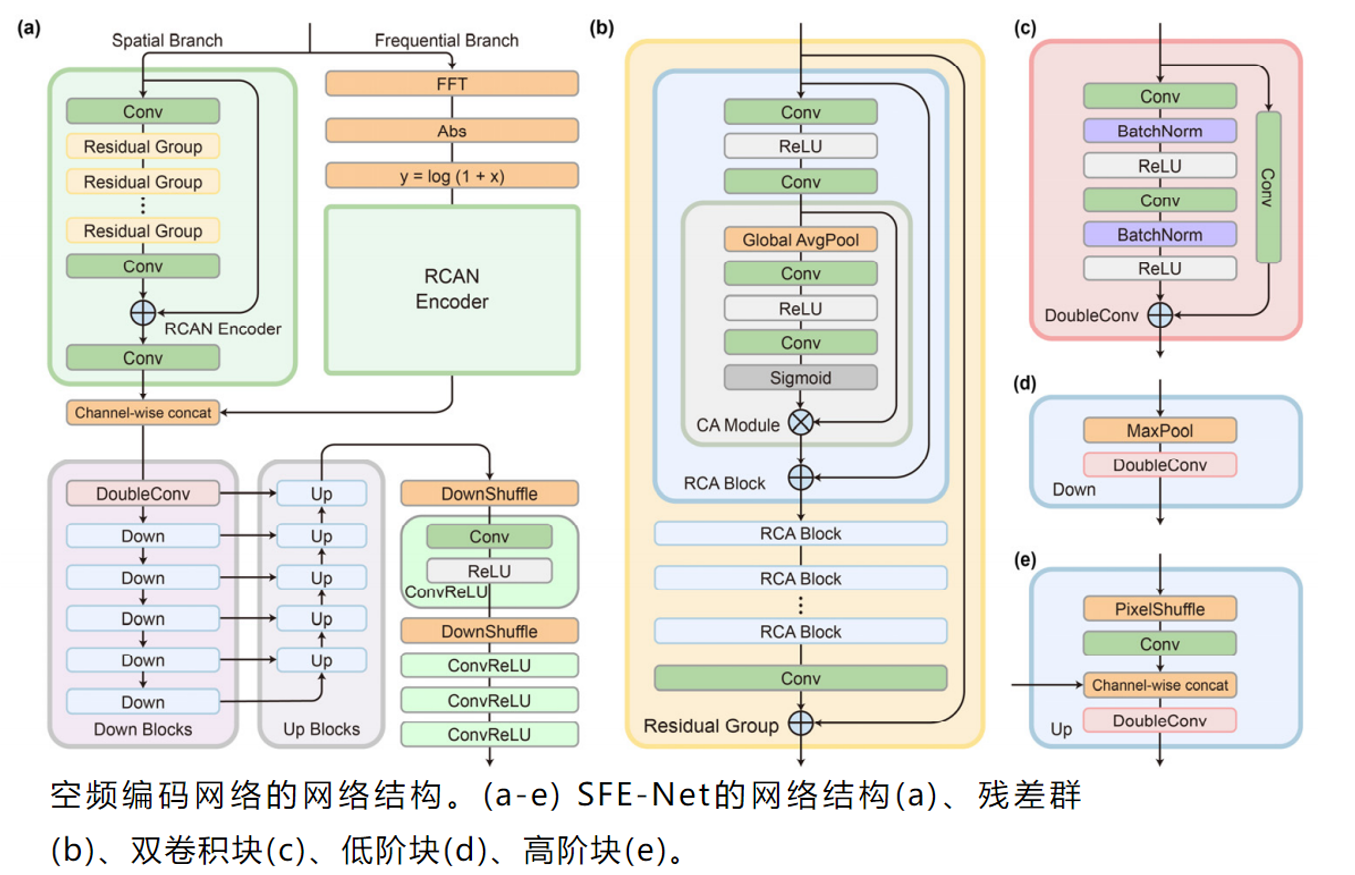 (a)
Spatial Branch
Frequential Branch
Conv
Residual Group
Residual Group
Residual Group
Conv
RCAN Encoder
Conv
FFT
Abs
y = log (1 + x)
RCAN
Encoder
Channel-wise concat
DoubleConv
Down
Down
Down
Down
Down
Down Blocks
Up
Up
Up
Up
Up
Up Blocks
DownShuffle
Conv
ReLU
ConvReLU
DownShuffle
ConvReLU
ConvReLU
ConvReLU
(b)
Conv
ReLU
Conv
Global AvgPool
Conv
ReLU
Conv
Sigmoid
CA Module
RCA Block
RCA Block
RCA Block
RCA Block
Conv
Residual Group
(c)
Conv
BatchNorm
ReLU
Conv
BatchNorm
ReLU
Conv
DoubleConv
(d)
MaxPool
DoubleConv
Down
(e)
PixelShuffle
Conv
Channel-wise concat
DoubleConv
Up
空频编码网络的网络结构。(a-e) SFE-Net的网络结构(a)、残差群
(b)、双卷积块(c)、低阶块(d)、高阶块(e)。